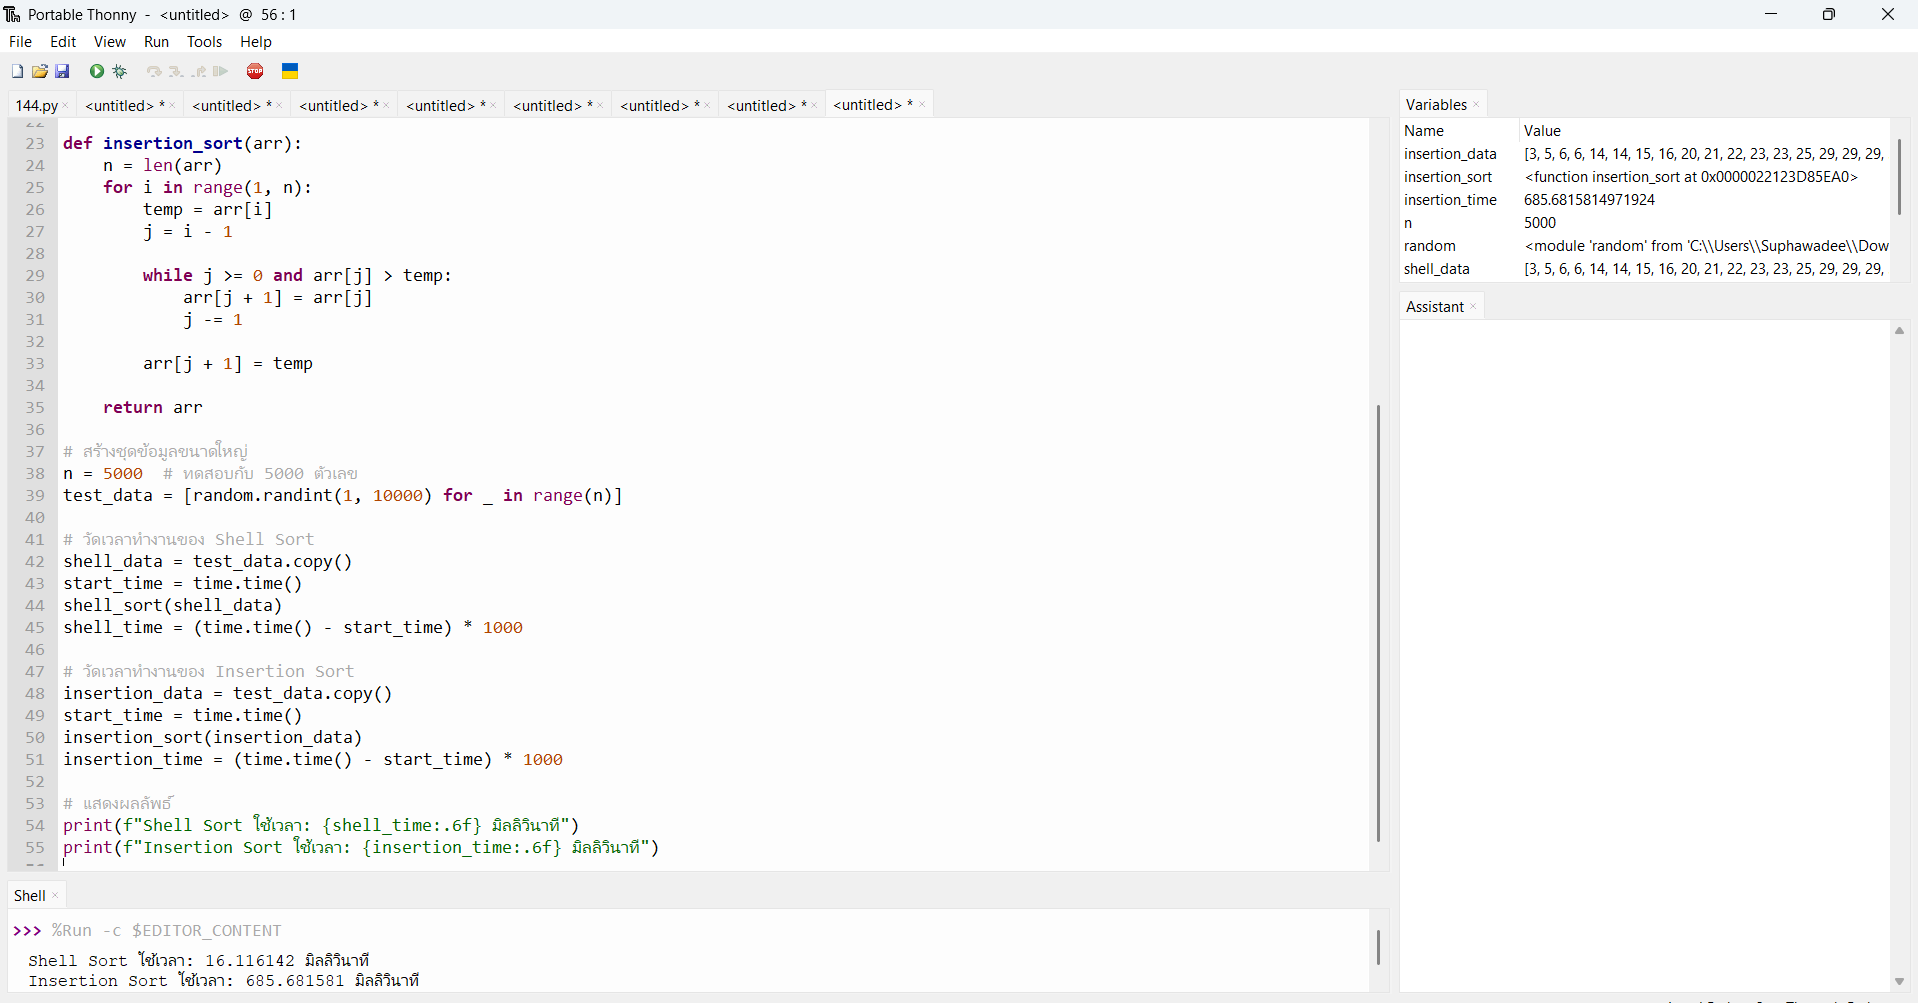 Portable Thonny - <untitled> @ 56:1
File Edit View Run Tools Help
144.py × <untitled> * × <untitled> * × <untitled> * × <untitled> * × <untitled> * × <untitled> * × <untitled> * × <untitled> * ×
22
23 def insertion_sort(arr):
24     n = len(arr)
25     for i in range(1, n):
26         temp = arr[i]
27         j = i - 1
28
29         while j >= 0 and arr[j] > temp:
30             arr[j + 1] = arr[j]
31             j -= 1
32
33         arr[j + 1] = temp
34
35     return arr
36
37 # สร้างชุดข้อมูลขนาดใหญ่
38 n = 5000  # ทดสอบกับ 5000 ตัวเลข
39 test_data = [random.randint(1, 10000) for _ in range(n)]
40
41 # วัดเวลาทำงานของ Shell Sort
42 shell_data = test_data.copy()
43 start_time = time.time()
44 shell_sort(shell_data)
45 shell_time = (time.time() - start_time) * 1000
46
47 # วัดเวลาทำงานของ Insertion Sort
48 insertion_data = test_data.copy()
49 start_time = time.time()
50 insertion_sort(insertion_data)
51 insertion_time = (time.time() - start_time) * 1000
52
53 # แสดงผลลัพธ์
54 print(f"Shell Sort ใช้เวลา: {shell_time:.6f} มิลลิวินาที")
55 print(f"Insertion Sort ใช้เวลา: {insertion_time:.6f} มิลลิวินาที")
Shell ×
>>> %Run -c $EDITOR_CONTENT
Shell Sort ใช้เวลา: 16.116142 มิลลิวินาที
Insertion Sort ใช้เวลา: 685.681581 มิลลิวินาที
Variables ×
Name Value
insertion_data [3, 5, 6, 6, 14, 14, 15, 16, 20, 21, 22, 23, 23, 25, 29, 29, 29,
insertion_sort <function insertion_sort at 0x0000022123D85EA0>
insertion_time 685.6815814971924
n 5000
random <module 'random' from 'C:\\Users\\Suphawadee\\Dow
shell_data [3, 5, 6, 6, 14, 14, 15, 16, 20, 21, 22, 23, 23, 25, 29, 29, 29,
Assistant ×